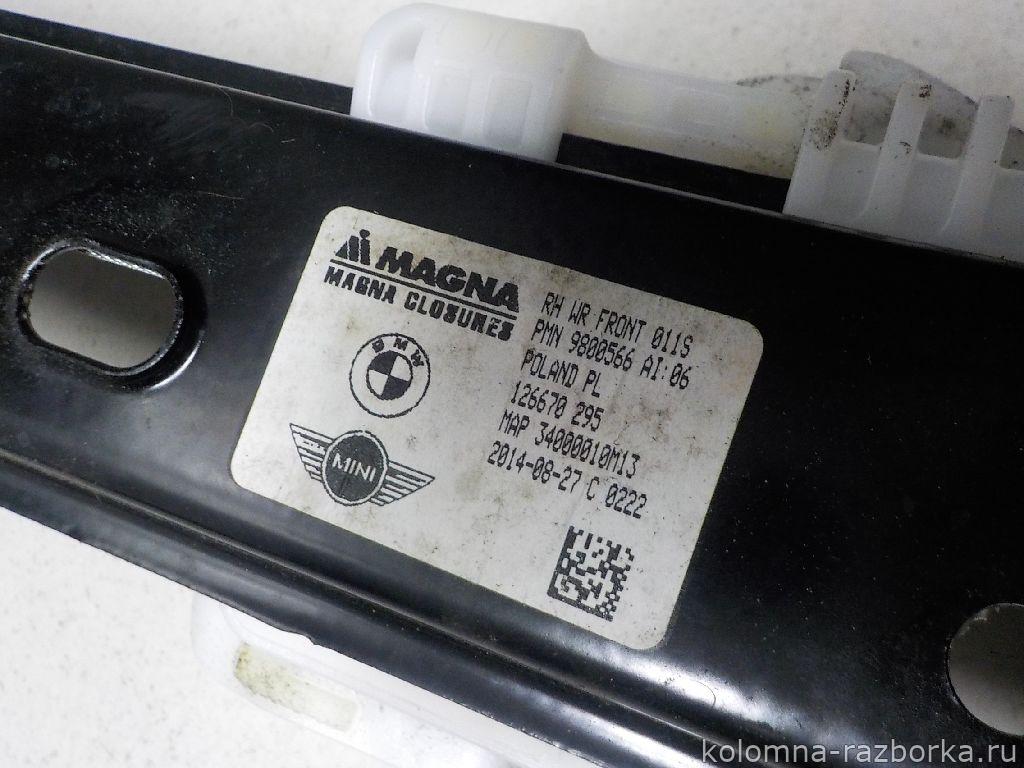 MAGNA
MAGNA CLOSURES
BMW
MINI
RH WR FRONT 011S
PMN 9800566 AI:06
POLAND PL
126670 295
MAP 34000010M13
2014-08-27 C 0222
kolomna-razborka.ru